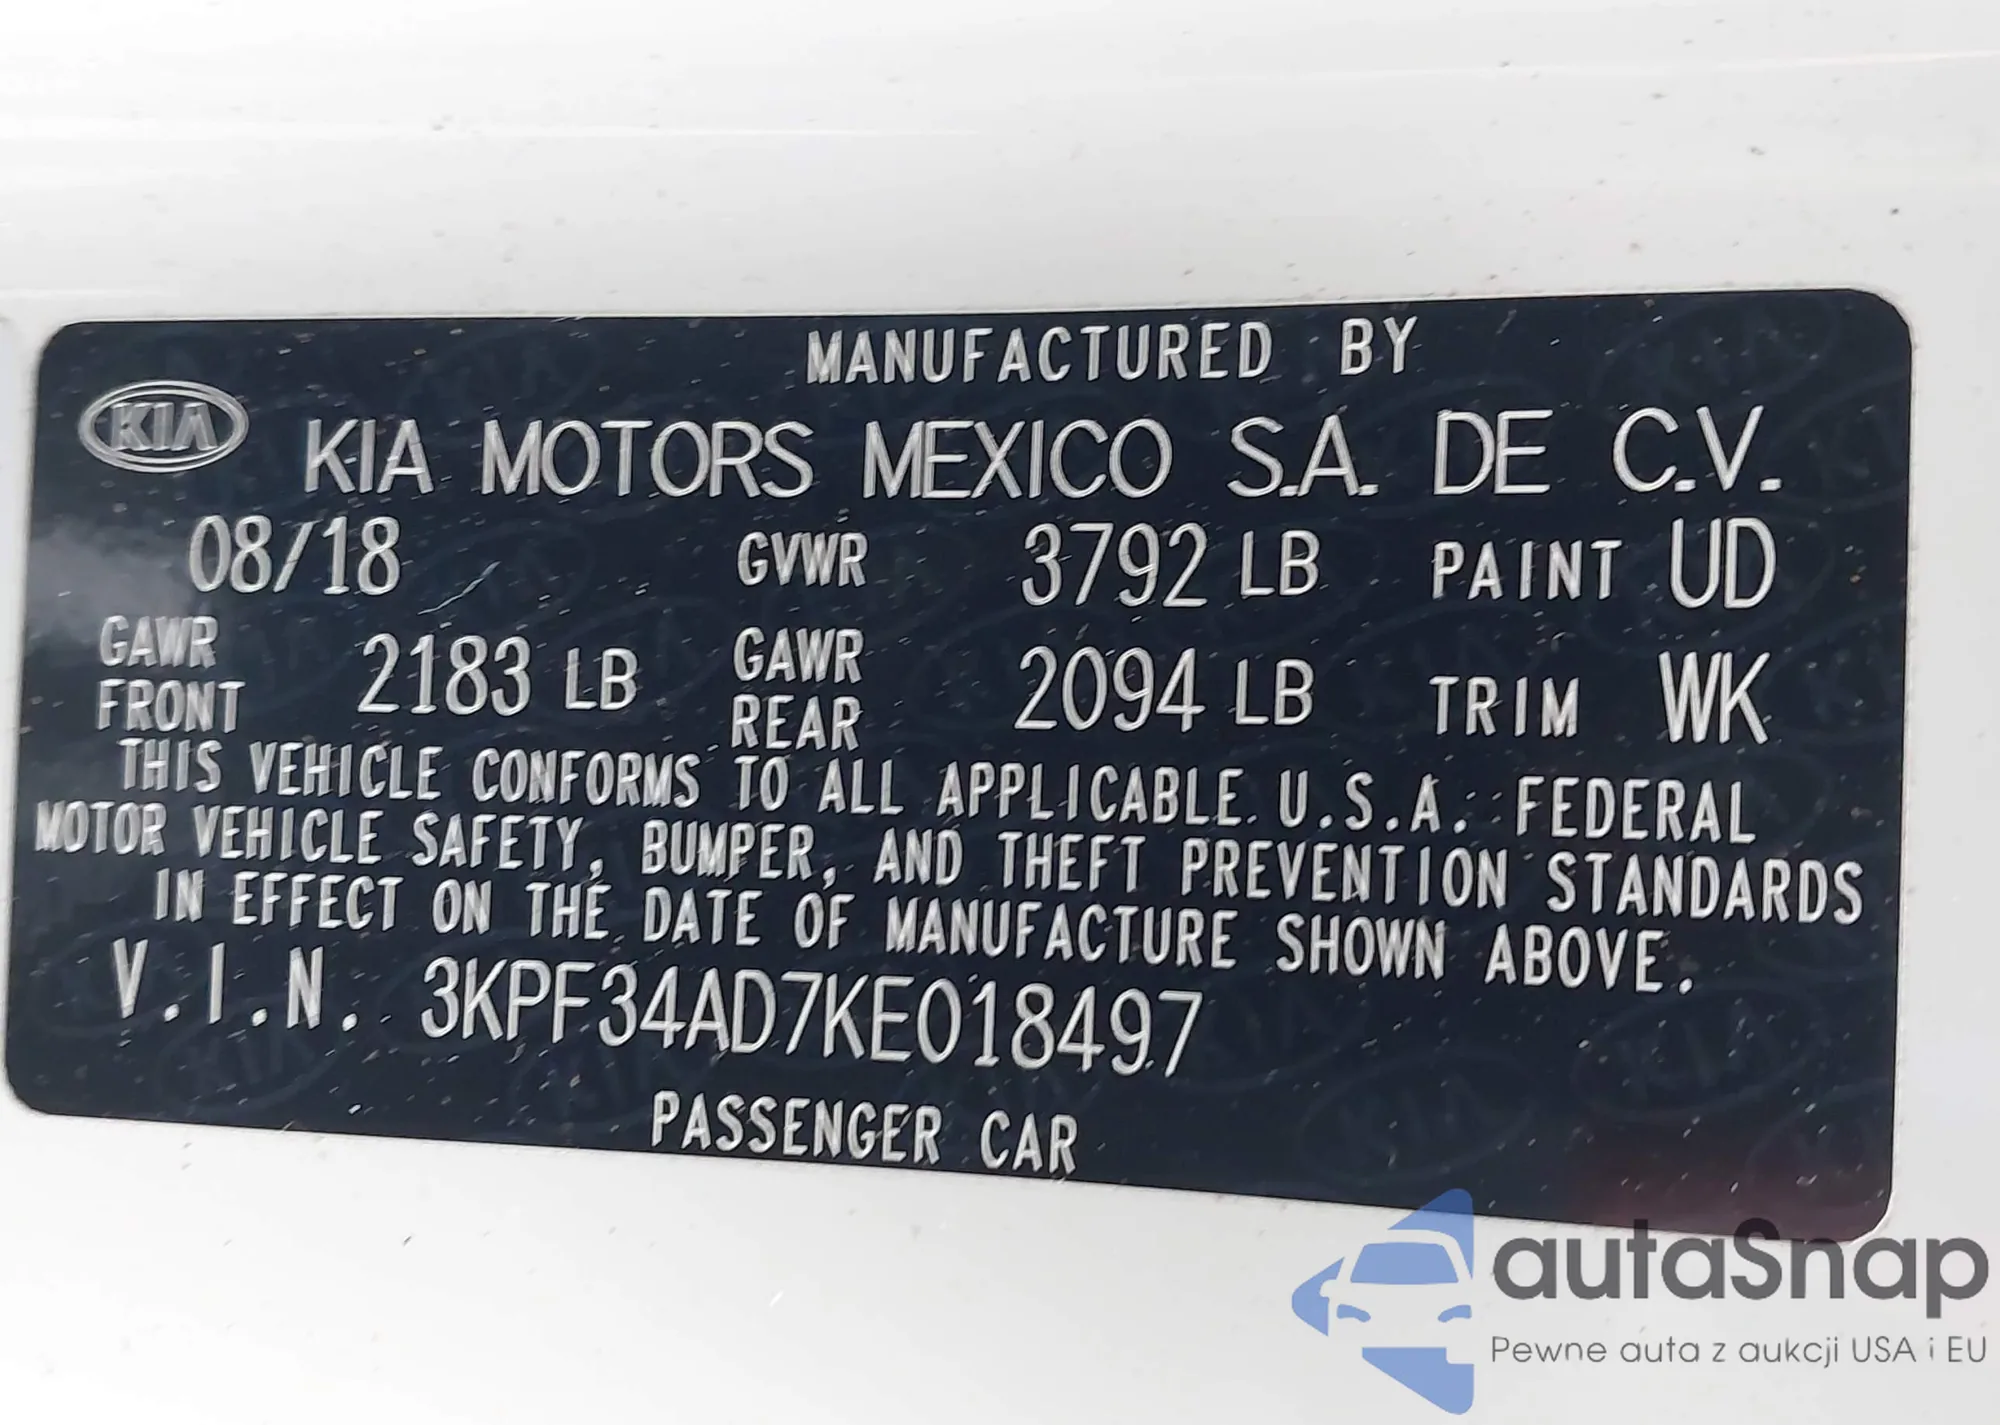 MANUFACTURED BY
KIA KIA MOTORS MEXICO S.A. DE C.V.
08/18 GVWR 3792 LB PAINT UD
GAWR FRONT 2183 LB GAWR REAR 2094 LB TRIM WK
THIS VEHICLE CONFORMS TO ALL APPLICABLE U.S.A. FEDERAL
MOTOR VEHICLE SAFETY, BUMPER, AND THEFT PREVENTION STANDARDS
IN EFFECT ON THE DATE OF MANUFACTURE SHOWN ABOVE.
V.I.N. 3KPF34AD7KE018497
PASSENGER CAR
autaSnap
Pewne auta z aukcji USA i EU